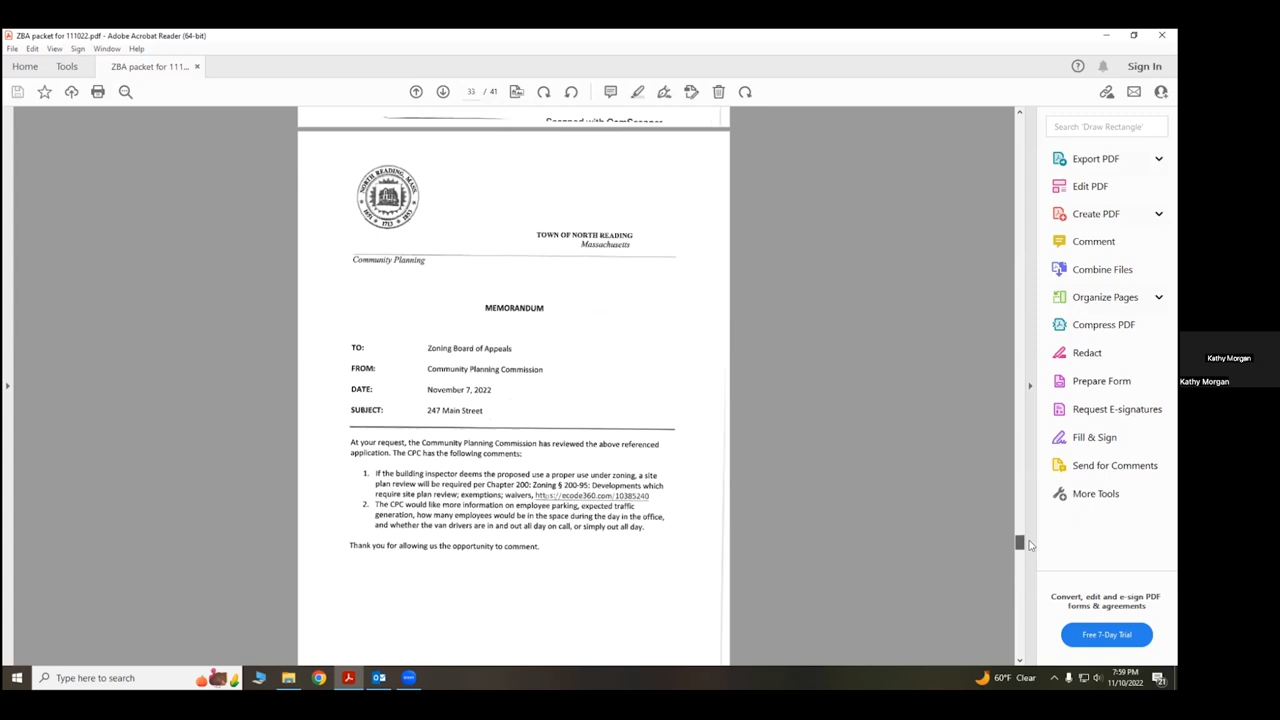 ZBA packet for 111022.pdf - Adobe Acrobat Reader (64-bit)
File Edit View Sign Window Help
Home Tools ZBA packet for 111... × Sign In
33 / 41
Scanned with CamScanner
Search 'Draw Rectangle'
NORTH READING, MASS.
1651 1713 1853
TOWN OF NORTH READING
Massachusetts
Community Planning
MEMORANDUM
TO: Zoning Board of Appeals
FROM: Community Planning Commission
DATE: November 7, 2022
SUBJECT: 247 Main Street
At your request, the Community Planning Commission has reviewed the above referenced
application. The CPC has the following comments:
1. If the building inspector deems the proposed use a proper use under zoning, a site
plan review will be required per Chapter 200: Zoning § 200-95: Developments which
require site plan review; exemptions; waivers, https://ecode360.com/10385240
2. The CPC would like more information on employee parking, expected traffic
generation, how many employees would be in the space during the day in the office,
and whether the van drivers are in and out all day on call, or simply out all day.
Thank you for allowing us the opportunity to comment.
Export PDF
Edit PDF
Create PDF
Comment
Combine Files
Organize Pages
Compress PDF
Redact
Prepare Form
Request E-signatures
Fill & Sign
Send for Comments
More Tools
Convert, edit and e-sign PDF
forms & agreements
Free 7-Day Trial
Kathy Morgan
Kathy Morgan
Type here to search
60°F Clear
7:59 PM
11/10/2022
21